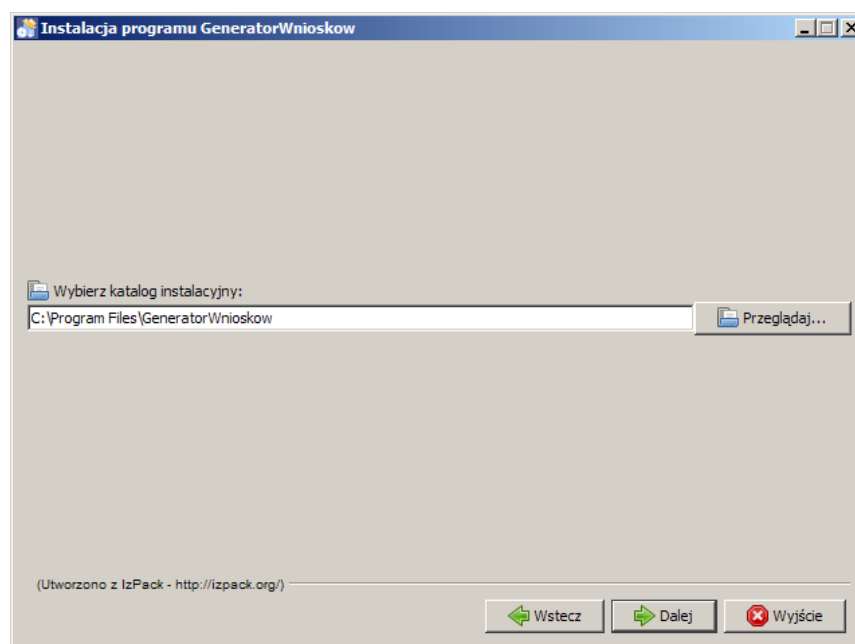 Instalacja programu GeneratorWnioskow
Wybierz katalog instalacyjny:
C:\Program Files\GeneratorWnioskow
Przeglądaj...
(Utworzono z IzPack - http://izpack.org/)
Wstecz
Dalej
Wyjście